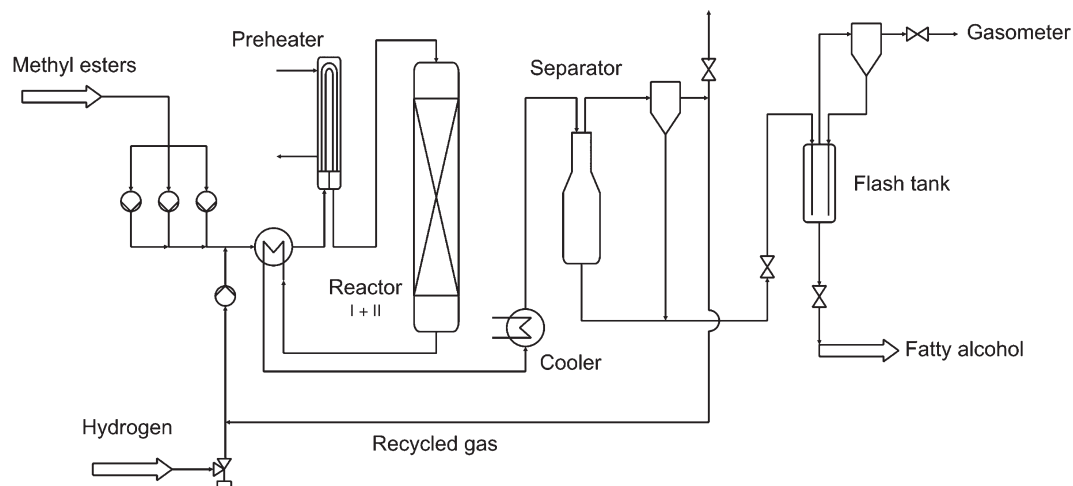 Preheater
Methyl esters
Separator
Gasometer
Flash tank
Reactor
I + II
Cooler
Fatty alcohol
Hydrogen
Recycled gas